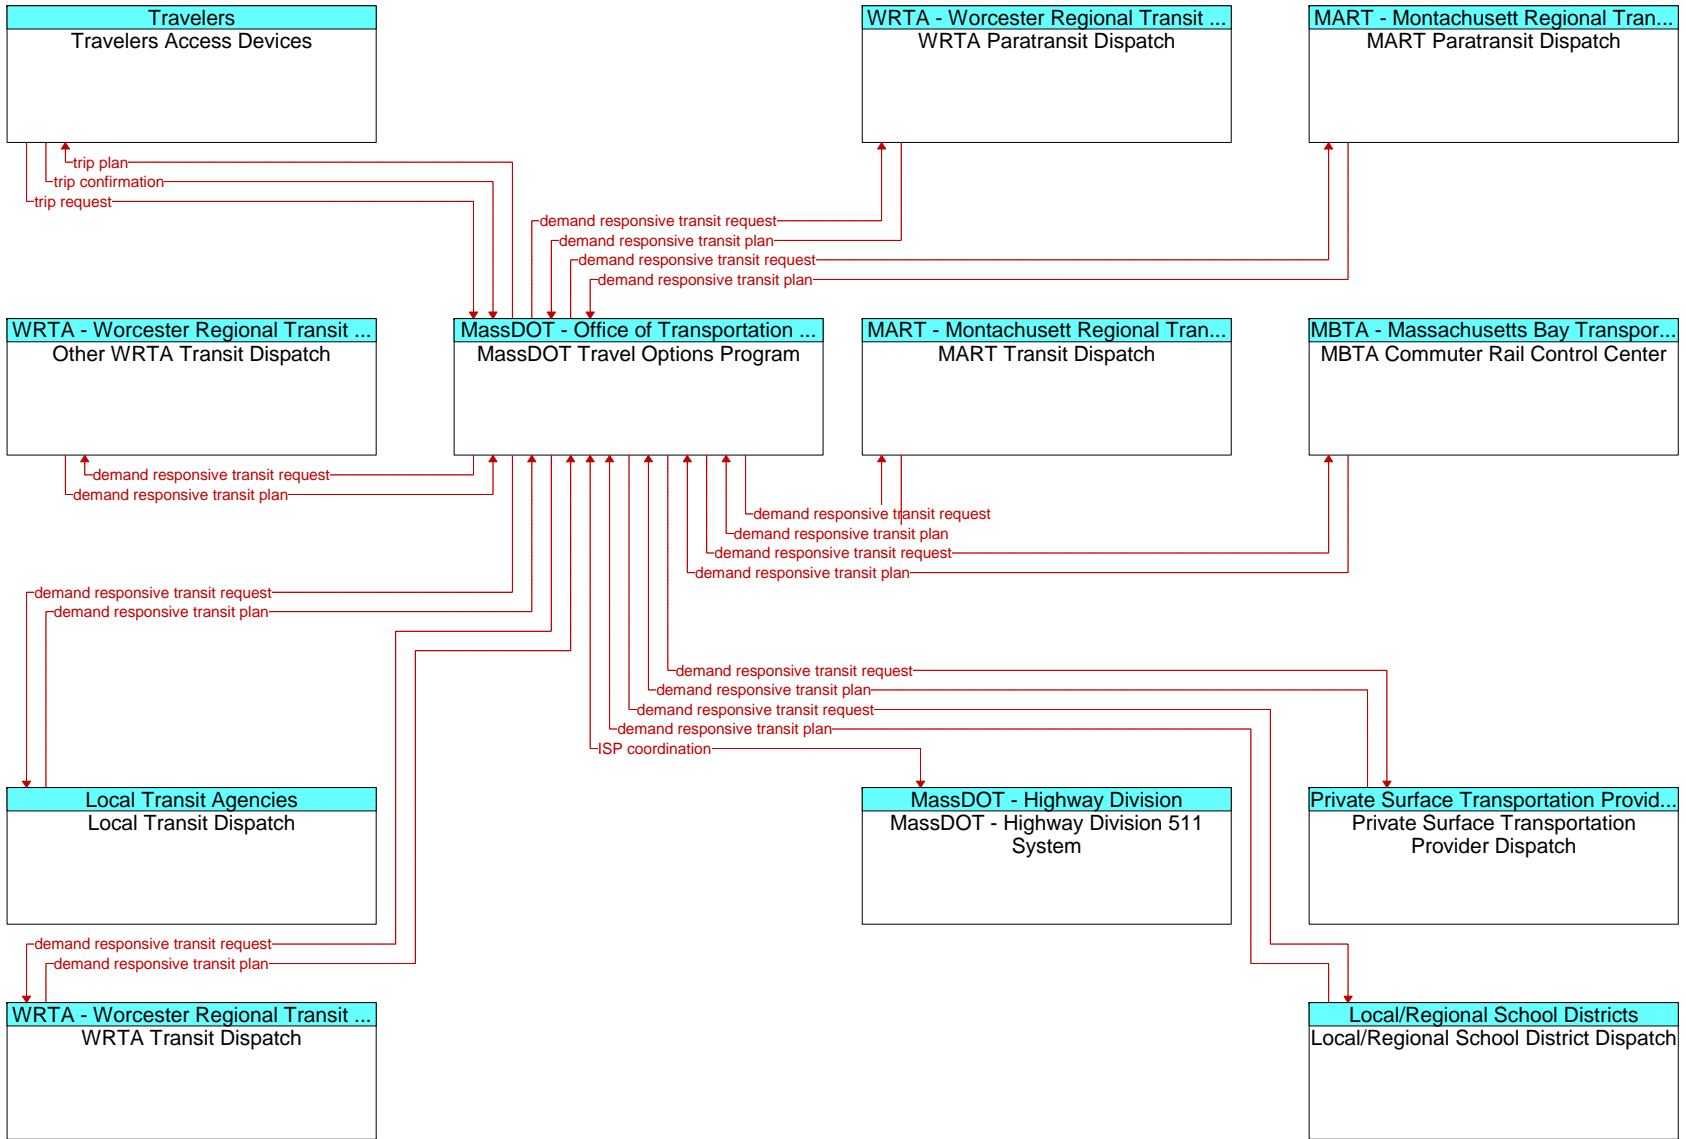 Travelers
Travelers Access Devices
WRTA - Worcester Regional Transit ...
WRTA Paratransit Dispatch
MART - Montachusett Regional Tran...
MART Paratransit Dispatch
trip plan
trip confirmation
trip request
demand responsive transit request
demand responsive transit plan
demand responsive transit request
demand responsive transit plan
WRTA - Worcester Regional Transit ...
Other WRTA Transit Dispatch
MassDOT - Office of Transportation ...
MassDOT Travel Options Program
MART - Montachusett Regional Tran...
MART Transit Dispatch
MBTA - Massachusetts Bay Transpor...
MBTA Commuter Rail Control Center
demand responsive transit request
demand responsive transit plan
demand responsive transit request
demand responsive transit plan
demand responsive transit request
demand responsive transit plan
demand responsive transit request
demand responsive transit plan
demand responsive transit request
demand responsive transit plan
demand responsive transit request
demand responsive transit plan
ISP coordination
Local Transit Agencies
Local Transit Dispatch
MassDOT - Highway Division
MassDOT - Highway Division 511
System
Private Surface Transportation Provid...
Private Surface Transportation
Provider Dispatch
demand responsive transit request
demand responsive transit plan
WRTA - Worcester Regional Transit ...
WRTA Transit Dispatch
Local/Regional School Districts
Local/Regional School District Dispatch